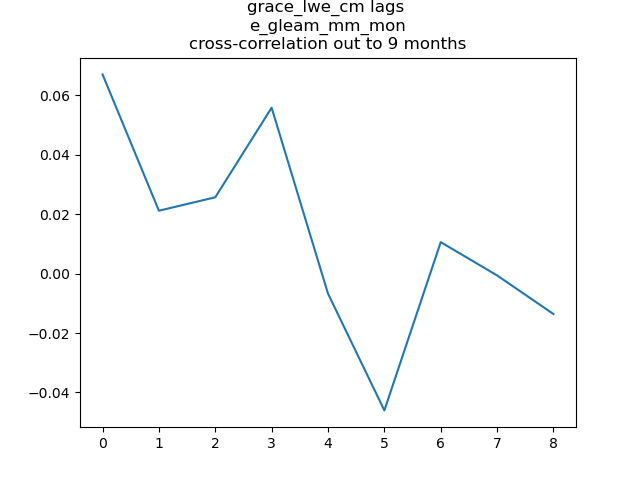 grace_lwe_cm lags
e_gleam_mm_mon
cross-correlation out to 9 months
0.06
0.04
0.02
0.00
−0.02
−0.04
0 1 2 3 4 5 6 7 8